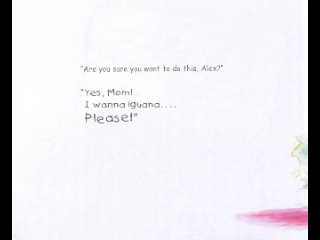 "Are you sure you want to do this, Alex?"
"Yes, Mom!
I wanna iguana....
Please!"